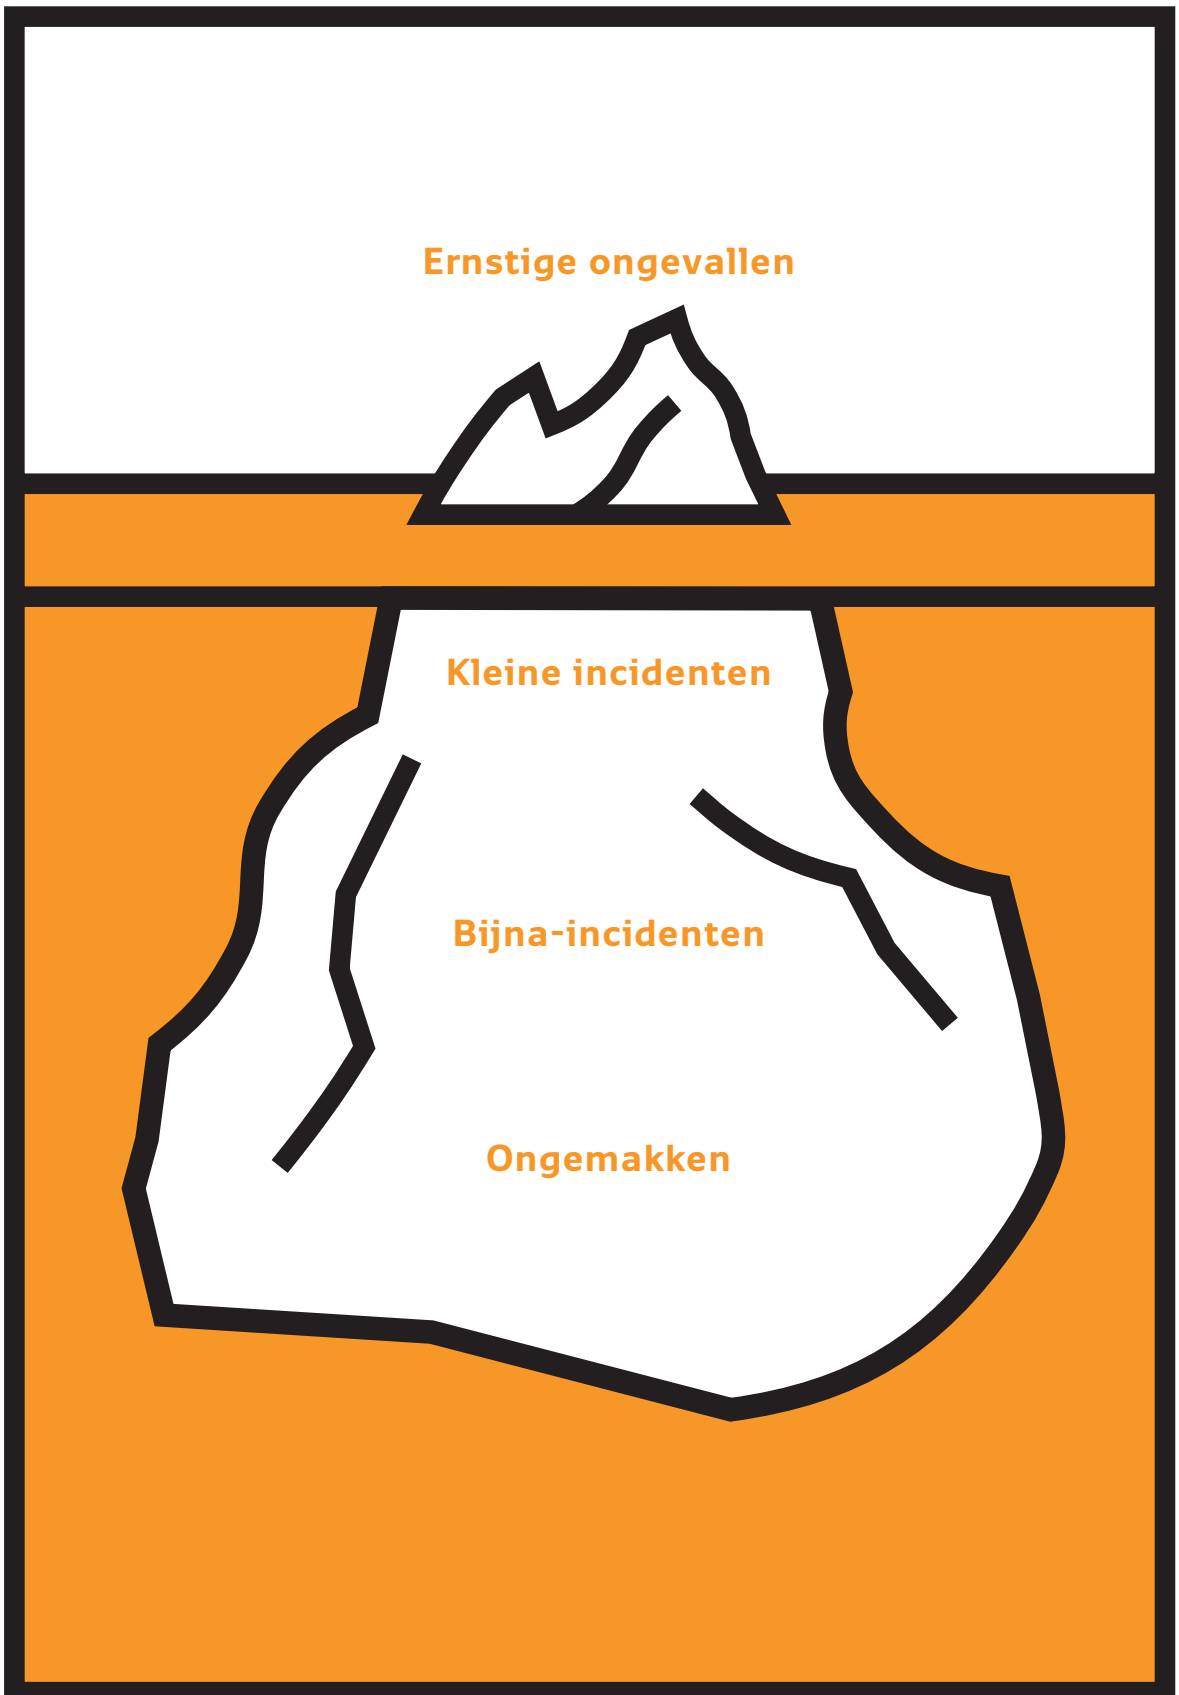 Ernstige ongevallen
Kleine incidenten
Bijna-incidenten
Ongemakken